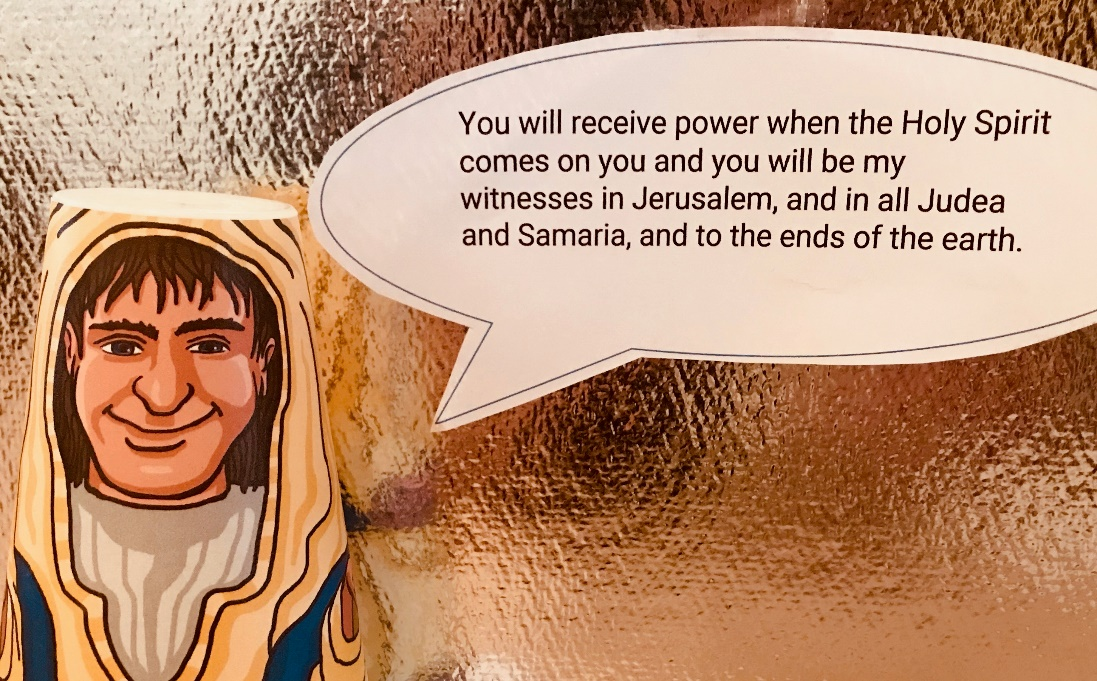 You will receive power when the Holy Spirit
comes on you and you will be my
witnesses in Jerusalem, and in all Judea
and Samaria, and to the ends of the earth.